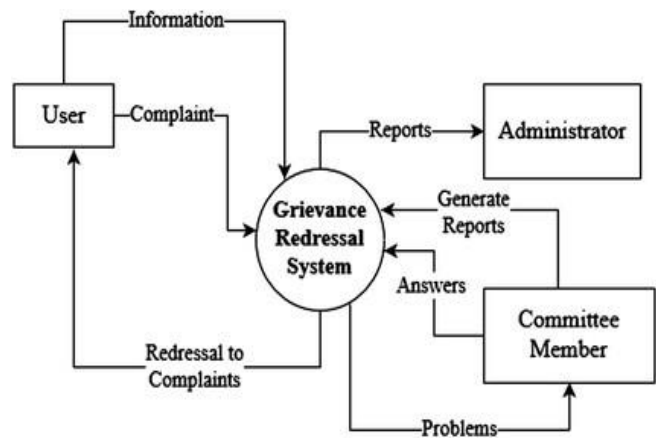 Information
User
Complaint
Reports
Administrator
Grievance
Redressal
System
Generate
Reports
Answers
Committee
Member
Redressal to
Complaints
Problems